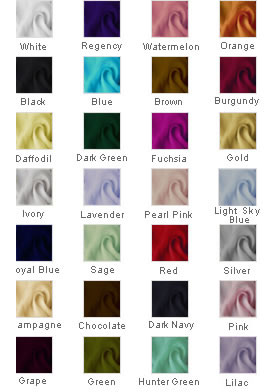 White Regency Watermelon Orange
Black Blue Brown Burgundy
Daffodil Dark Green Fuchsia Gold
Ivory Lavender Pearl Pink Light Sky
Blue
oyal Blue Sage Red Silver
ampagne Chocolate Dark Navy Pink
Grape Green Hunter Green Lilac